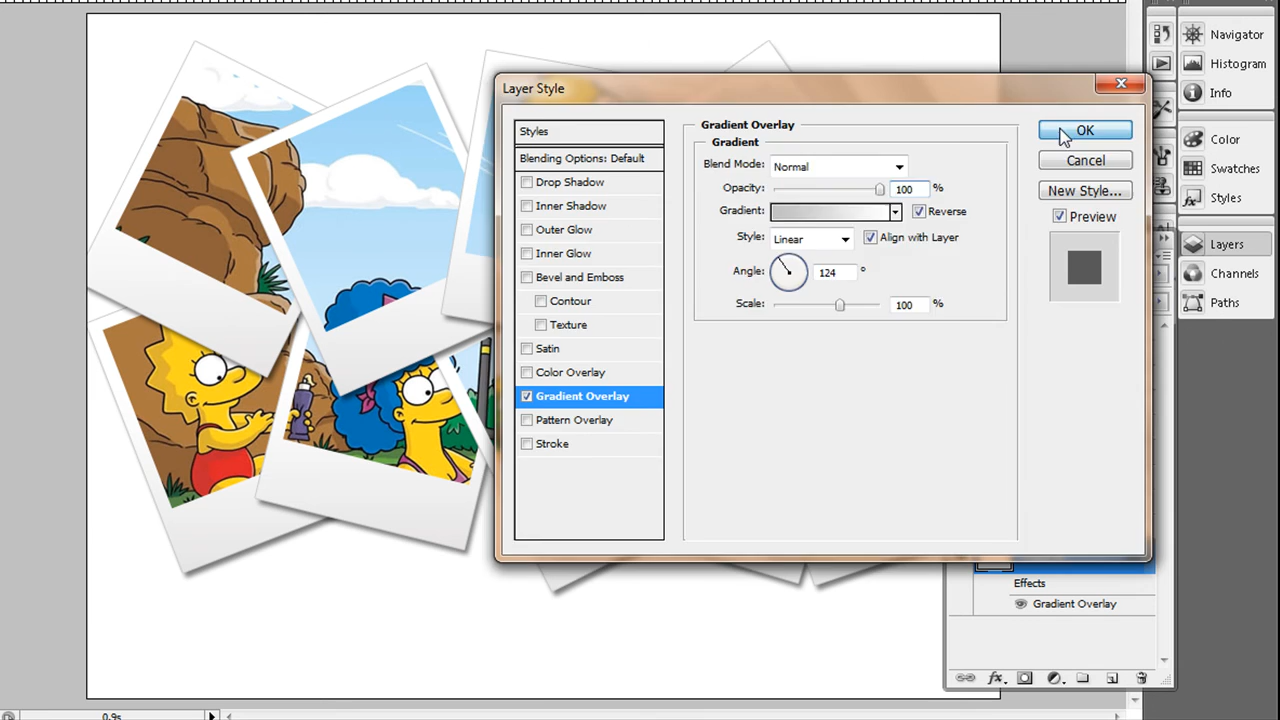 Layer Style
Styles
Blending Options: Default
Drop Shadow
Inner Shadow
Outer Glow
Inner Glow
Bevel and Emboss
Contour
Texture
Satin
Color Overlay
Gradient Overlay
Pattern Overlay
Stroke
Gradient Overlay
Gradient
Blend Mode: Normal
Opacity: 100 %
Gradient: Reverse
Style: Linear Align with Layer
Angle: 124 °
Scale: 100 %
OK
Cancel
New Style...
Preview
Navigator
Histogram
Info
Color
Swatches
Styles
Layers
Channels
Paths
Effects
Gradient Overlay
fx
0.9s